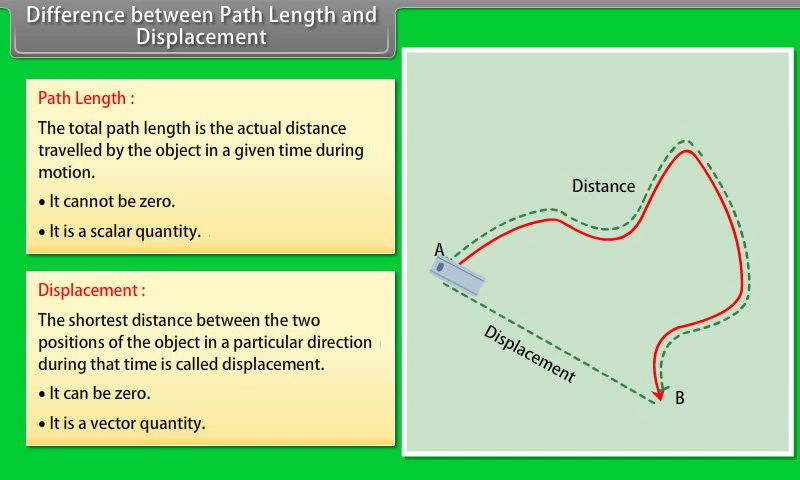 Difference between Path Length and
Displacement
Path Length :
The total path length is the actual distance
travelled by the object in a given time during
motion.
• It cannot be zero.
• It is a scalar quantity.
Displacement :
The shortest distance between the two
positions of the object in a particular direction
during that time is called displacement.
• It can be zero.
• It is a vector quantity.
Distance
A
Displacement
B